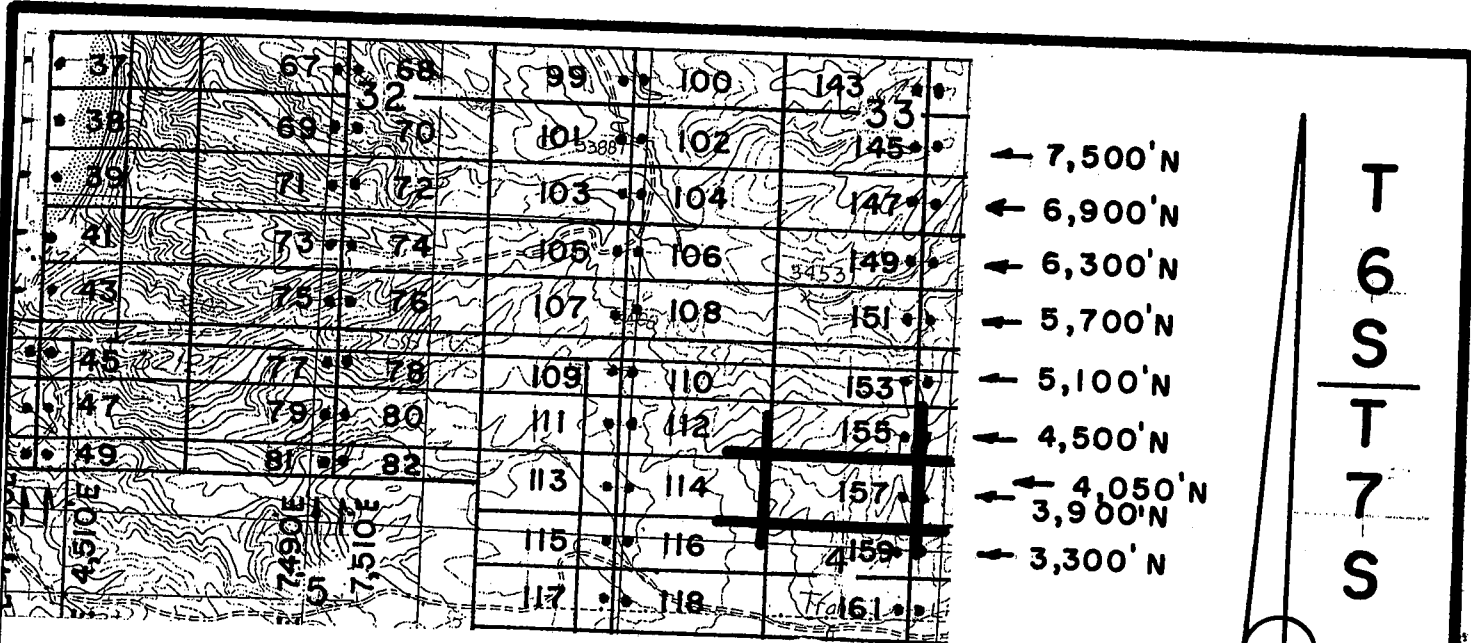 37 67 68 99 100 143
32 33
38 69 70 101 5388 102 145
7,500'N
39 71 72 103 104 147
6,900'N
41 73 74 105 106 5453 149
6,300'N
43 75 76 107 108 151
5,700'N
45 77 78 109 110 153
5,100'N
47 79 80 111 112 155
4,500'N
49 81 82 113 114 157
4,050'N
3,900'N
4,510E 7,490E 7,510E
115 116 4 159
3,300'N
5 117 118 161
T
6
S
T
7
S